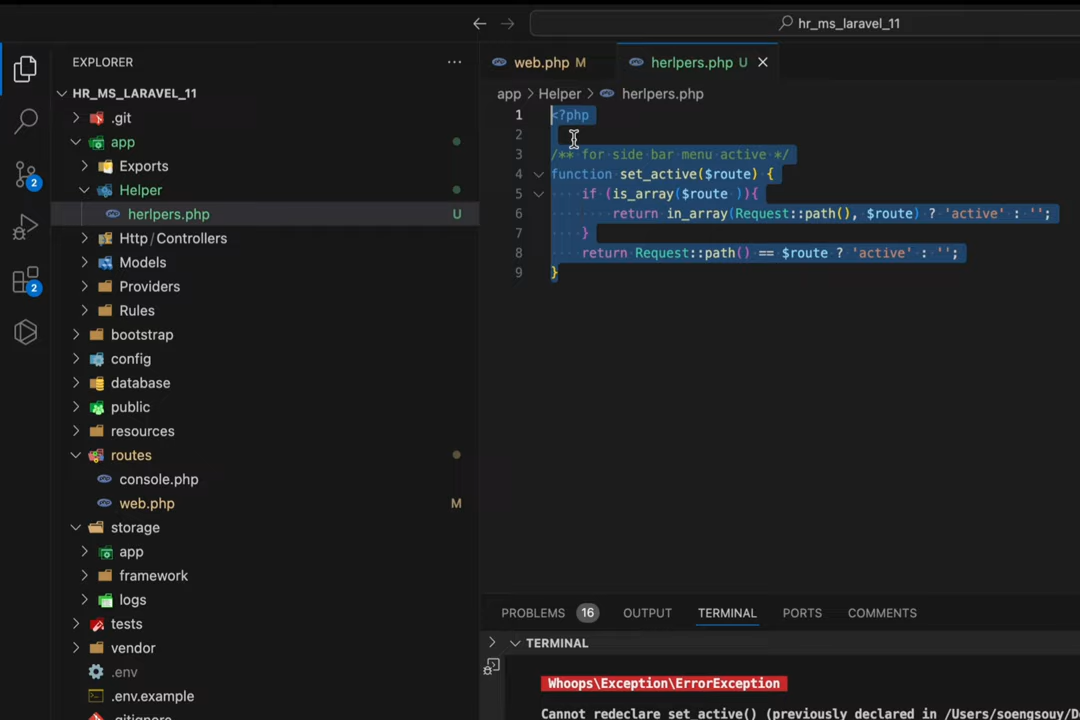 hr_ms_laravel_11
EXPLORER
HR_MS_LARAVEL_11
.git
app
Exports
Helper
herlpers.php U
Http/Controllers
Models
Providers
Rules
bootstrap
config
database
public
resources
routes
console.php
web.php M
storage
app
framework
logs
tests
vendor
.env
.env.example
.gitignore
2
2
web.php M
herlpers.php U
app > Helper > herlpers.php
1 <?php
2
3 /** for side bar menu active */
4 function set_active($route) {
5 if (is_array($route )){
6 return in_array(Request::path(), $route) ? 'active' : '';
7 }
8 return Request::path() == $route ? 'active' : '';
9 }
PROBLEMS 16 OUTPUT TERMINAL PORTS COMMENTS
TERMINAL
Whoops\Exception\ErrorException
Cannot redeclare set_active() (previously declared in /Users/soengsouy/D